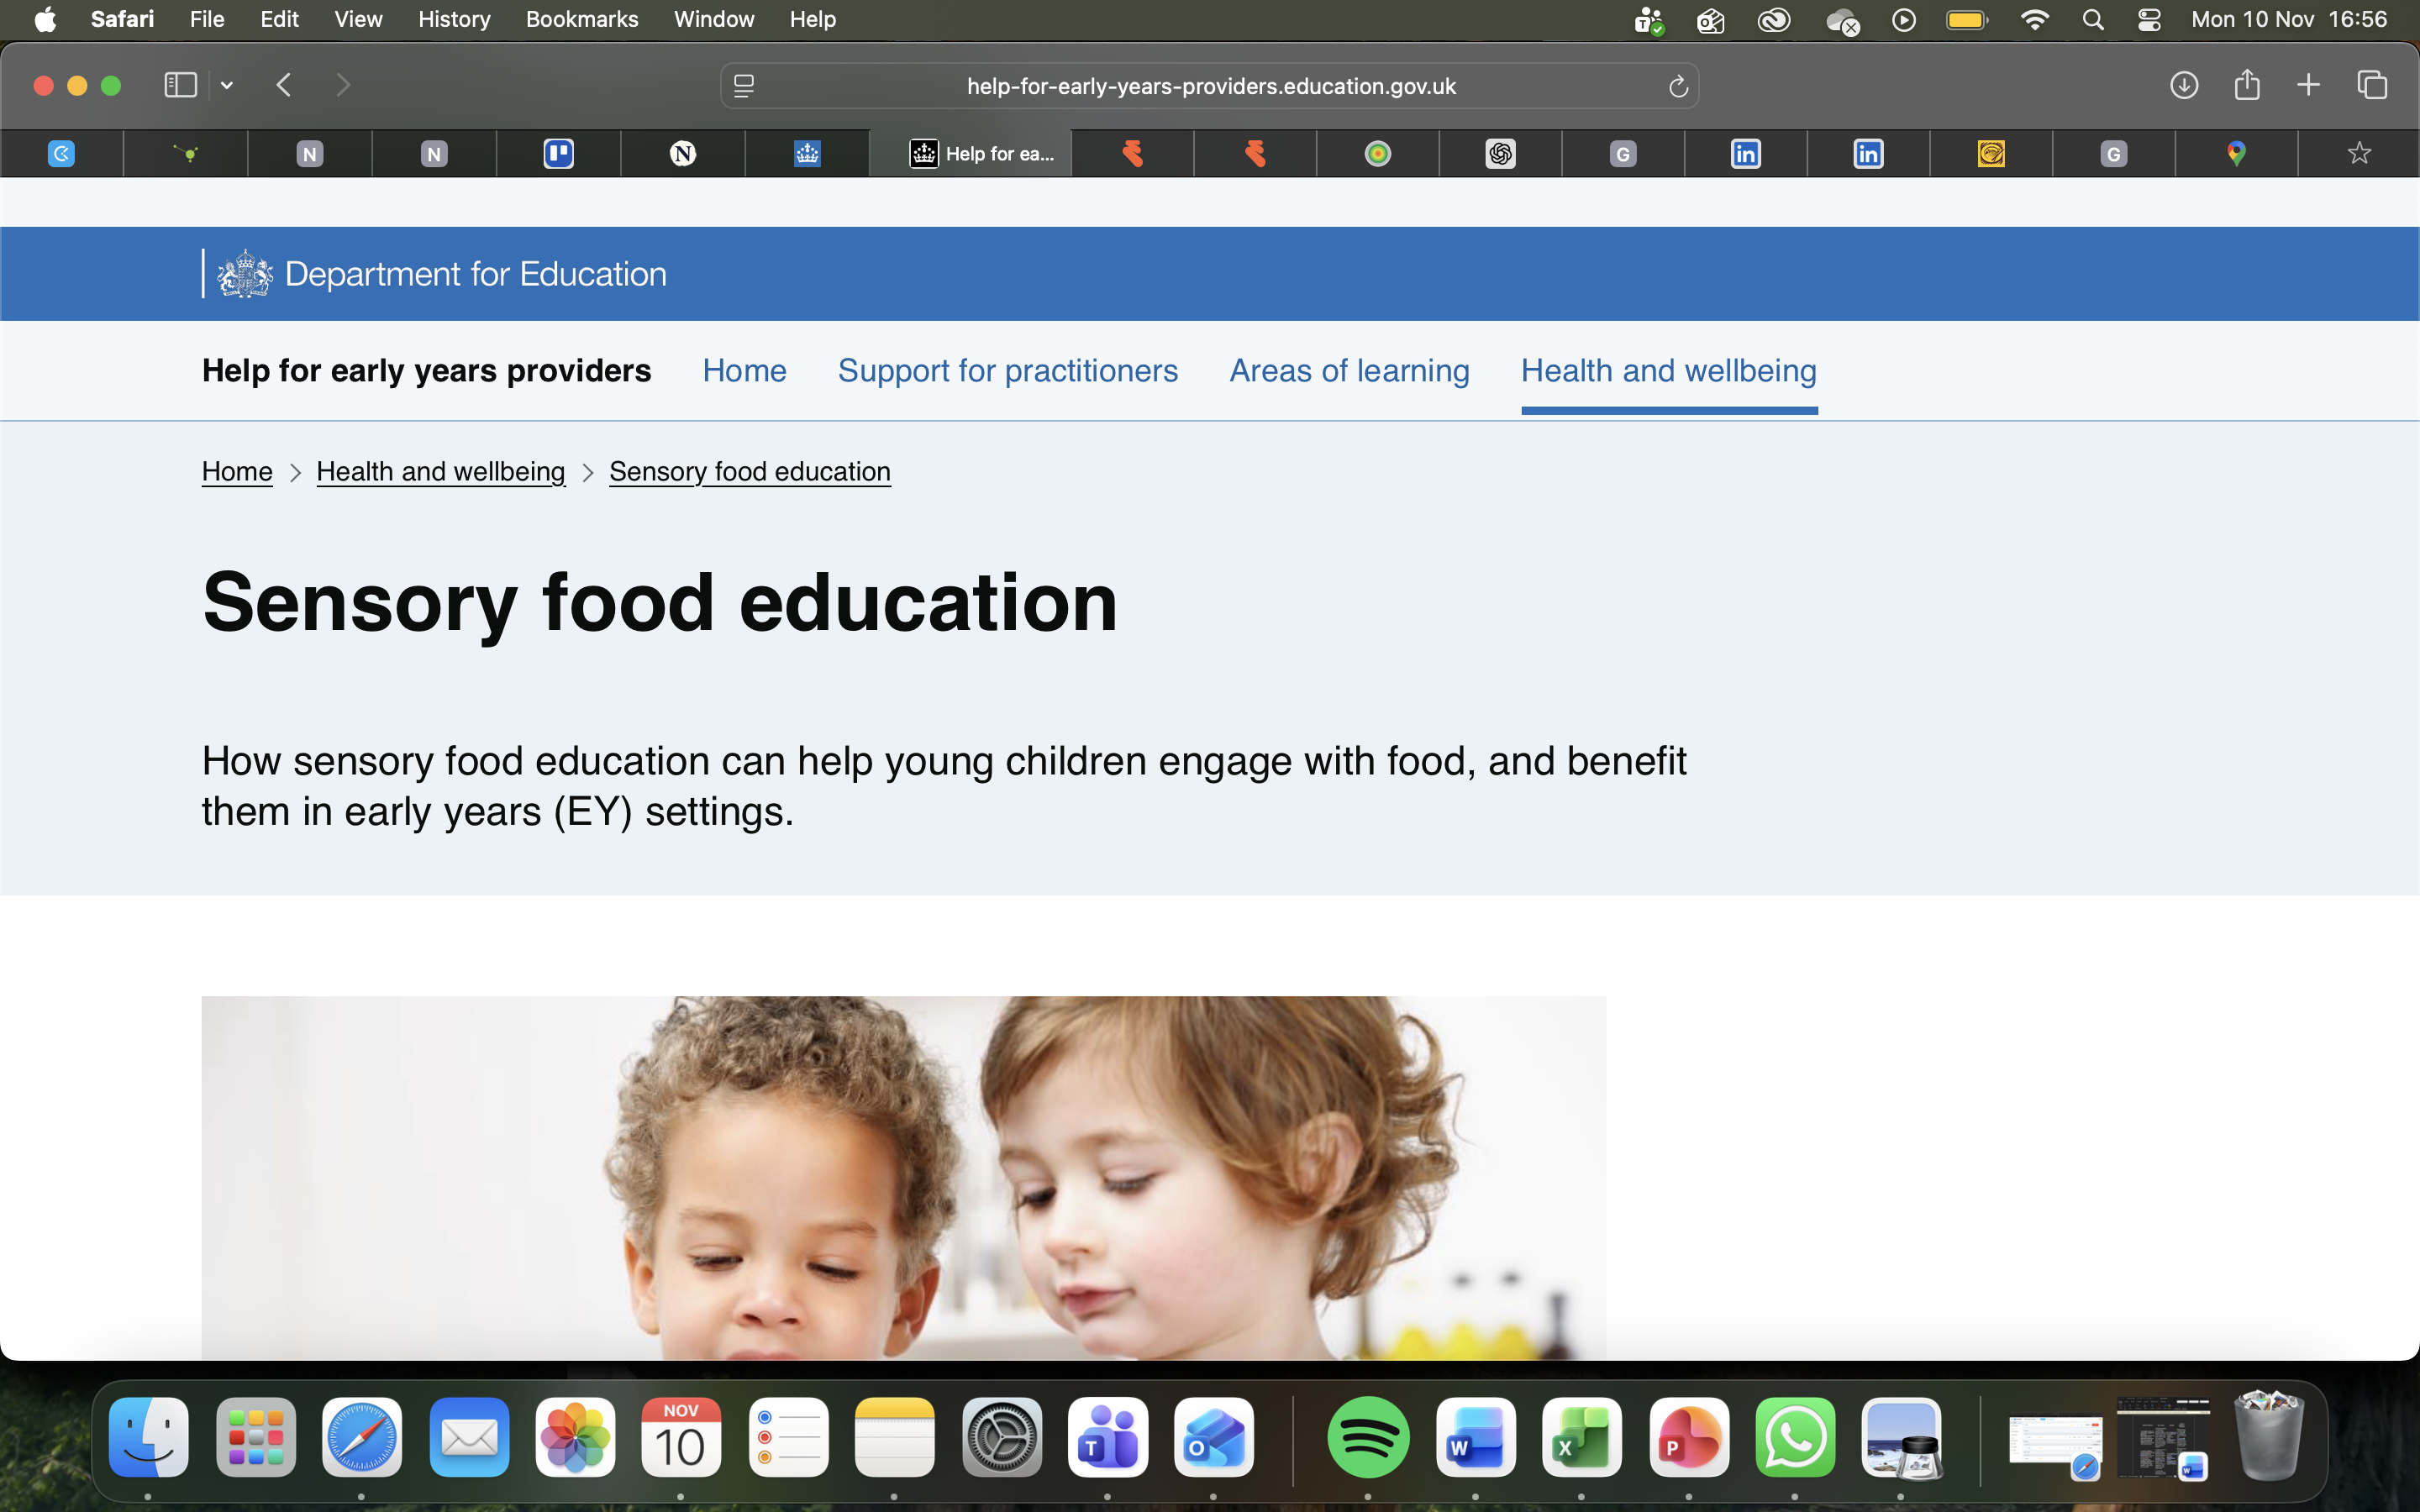 Safari File Edit View History Bookmarks Window Help Mon 10 Nov 16:56
help-for-early-years-providers.education.gov.uk
N N N Help for ea... G in in G
Department for Education
Help for early years providers Home Support for practitioners Areas of learning Health and wellbeing
Home > Health and wellbeing > Sensory food education
Sensory food education
How sensory food education can help young children engage with food, and benefit
them in early years (EY) settings.
NOV
10
T O W X P W